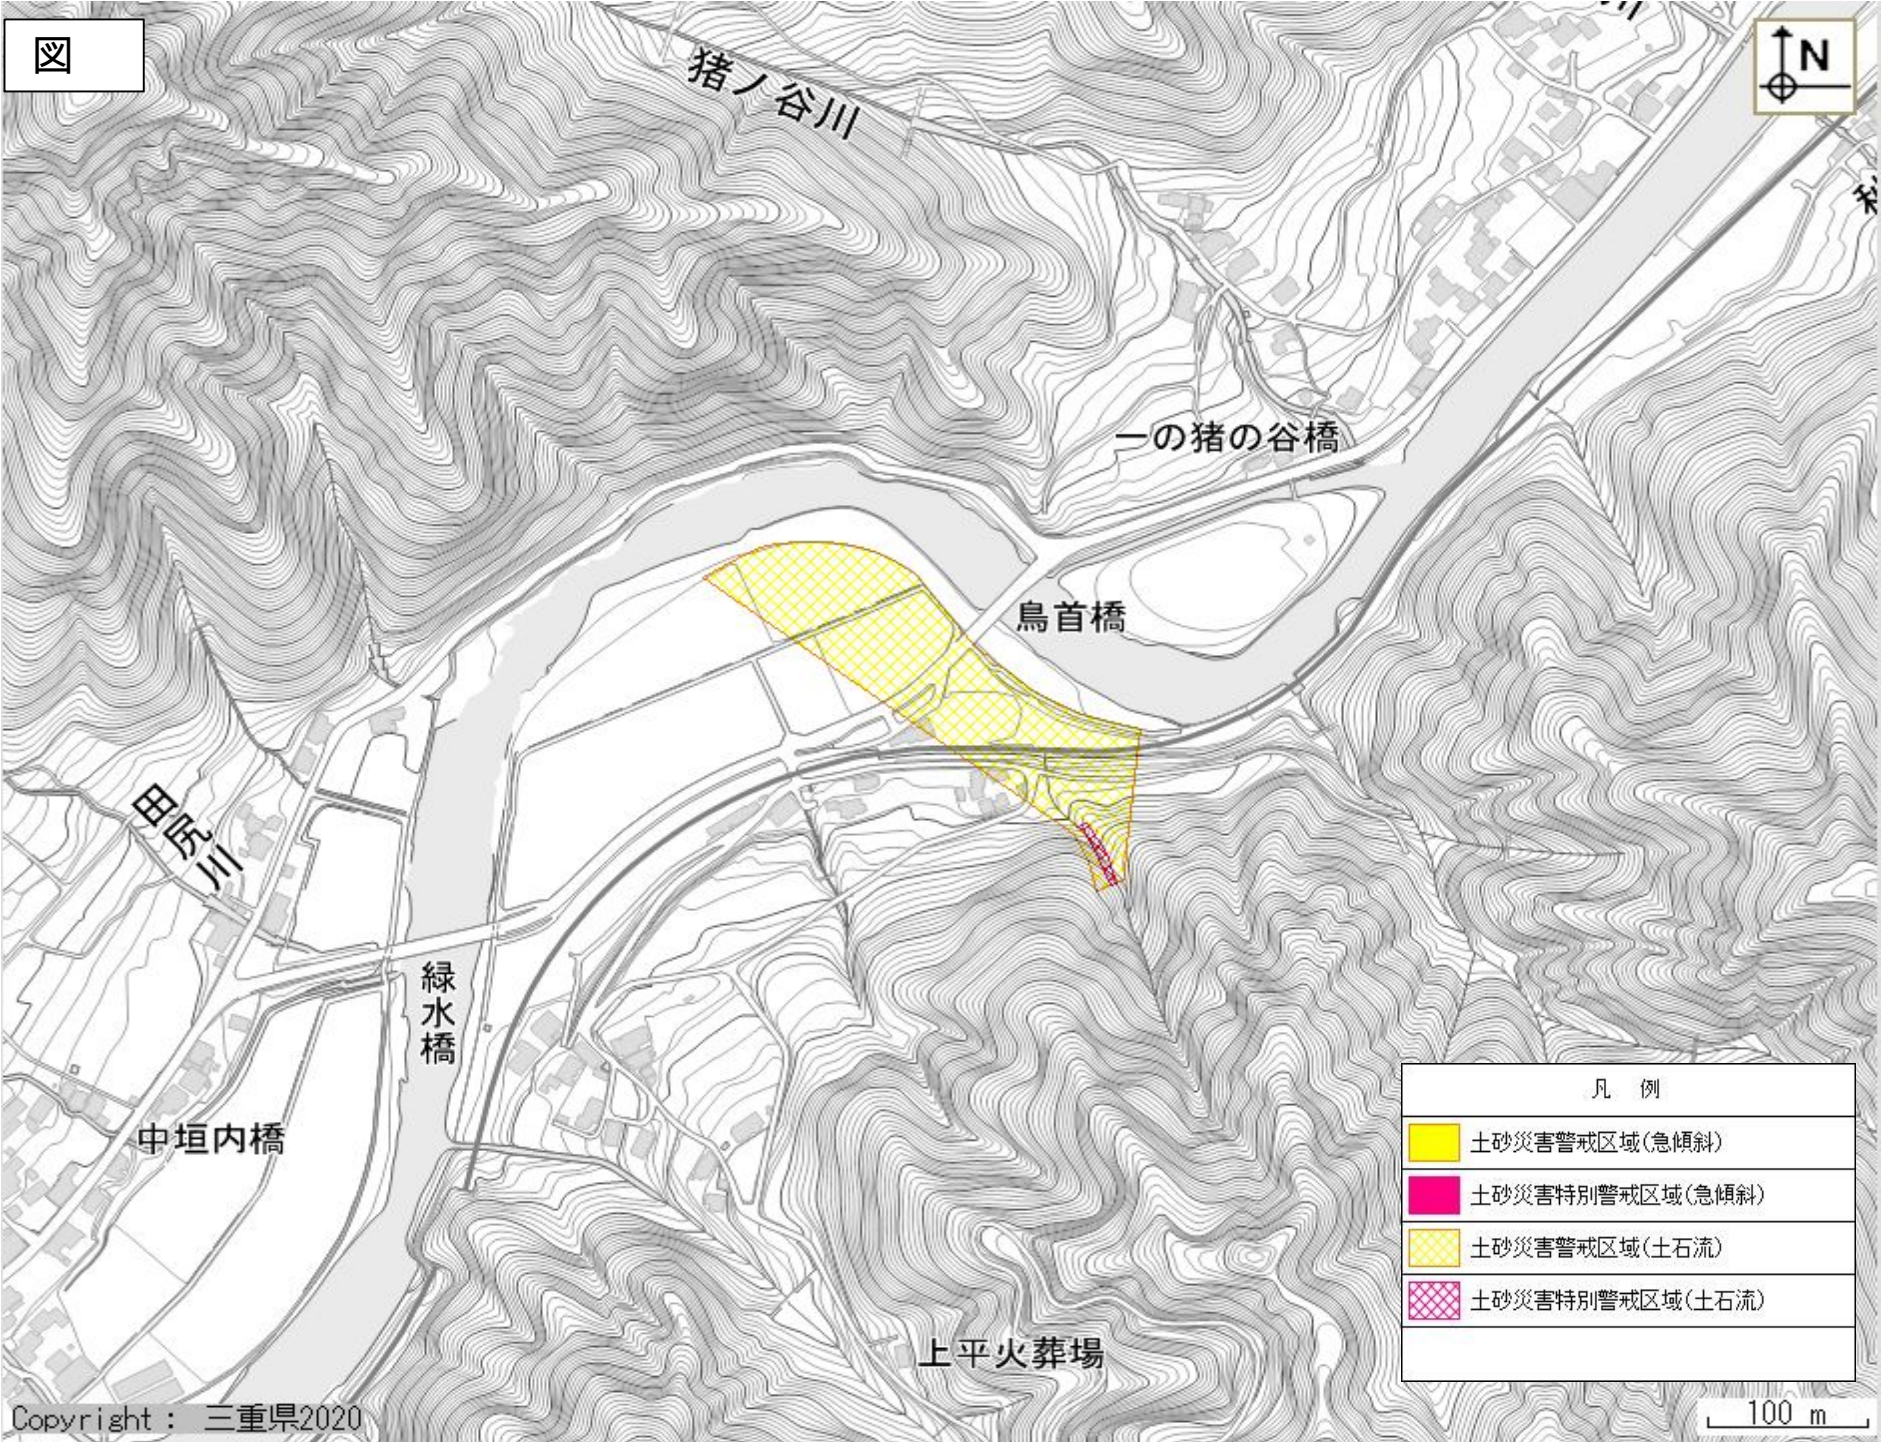 図
N
猪ノ谷川
川
一の猪の谷橋
鳥首橋
田尻川
緑水橋
中垣内橋
上平火葬場
凡 例
土砂災害警戒区域(急傾斜)
土砂災害特別警戒区域(急傾斜)
土砂災害警戒区域(土石流)
土砂災害特別警戒区域(土石流)
100 m
Copyright : 三重県2020